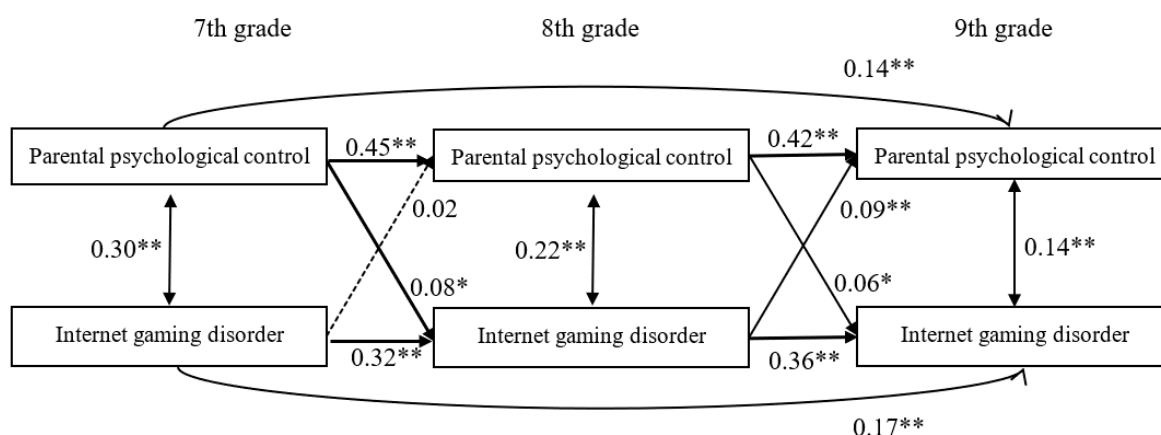 7th grade 8th grade 9th grade
0.14**
Parental psychological control 0.45** Parental psychological control 0.42** Parental psychological control
0.02 0.09**
0.30** 0.22** 0.14**
0.08* 0.06*
Internet gaming disorder 0.32** Internet gaming disorder 0.36** Internet gaming disorder
0.17**